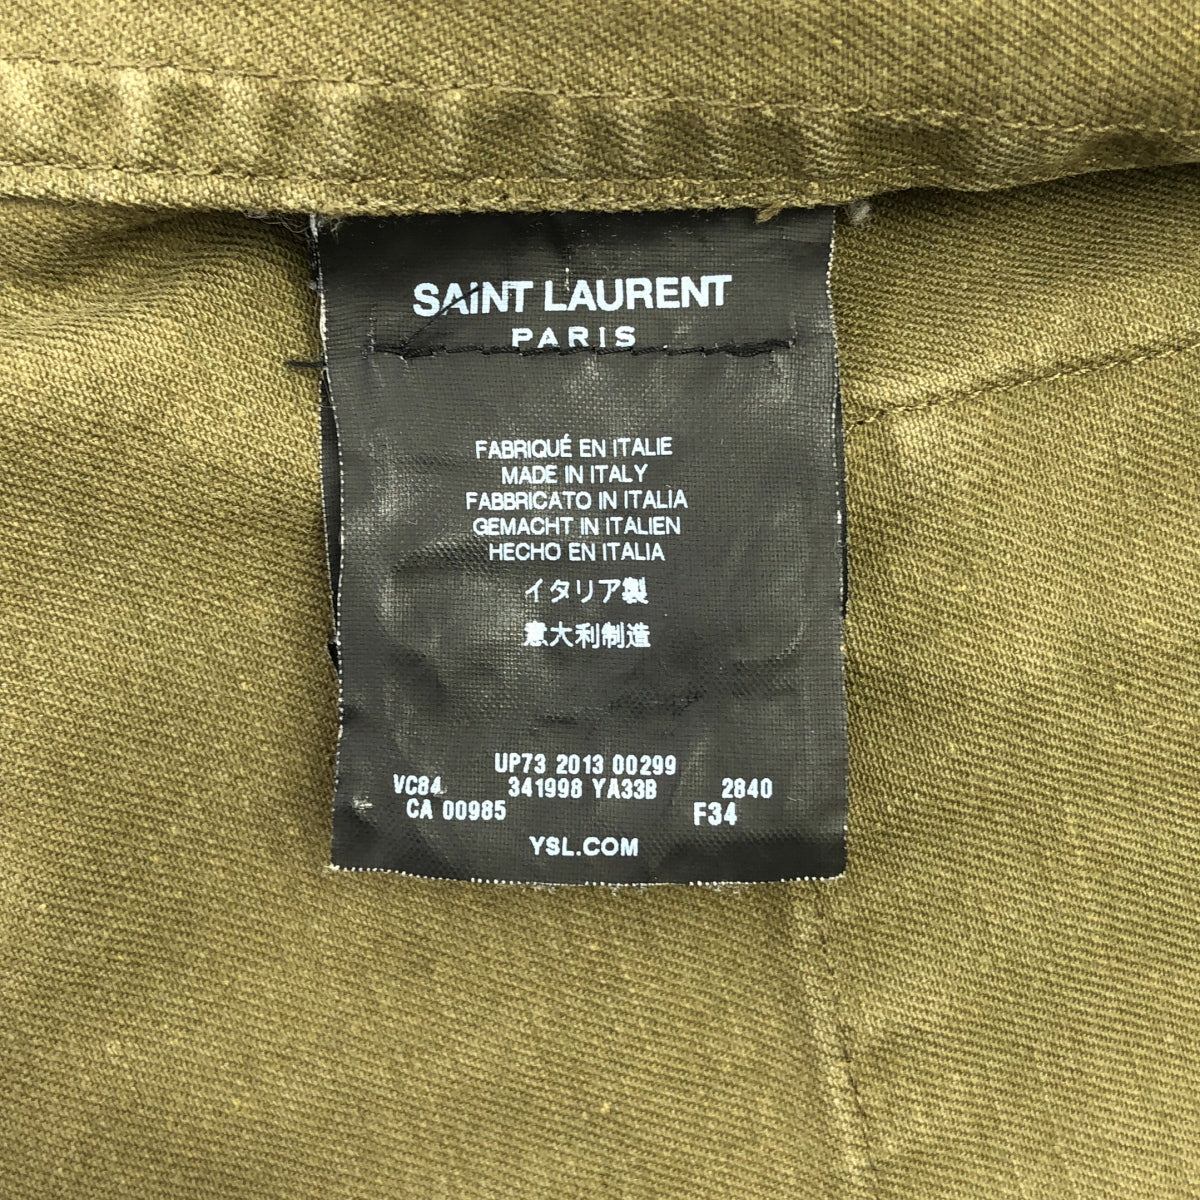 SAINT LAURENT
PARIS
FABRIQUÉ EN ITALIE
MADE IN ITALY
FABBRICATO IN ITALIA
GEMACHT IN ITALIEN
HECHO EN ITALIA
イタリア製
意大利制造
UP73 2013 00299
VC84 341998 YA33B 2840
CA 00985 F34
YSL.COM